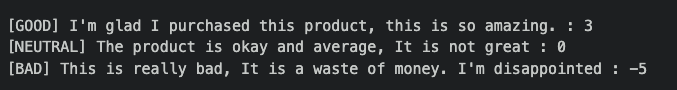 [GOOD] I'm glad I purchased this product, this is so amazing. : 3
[NEUTRAL] The product is okay and average, It is not great : 0
[BAD] This is really bad, It is a waste of money. I'm disappointed : -5